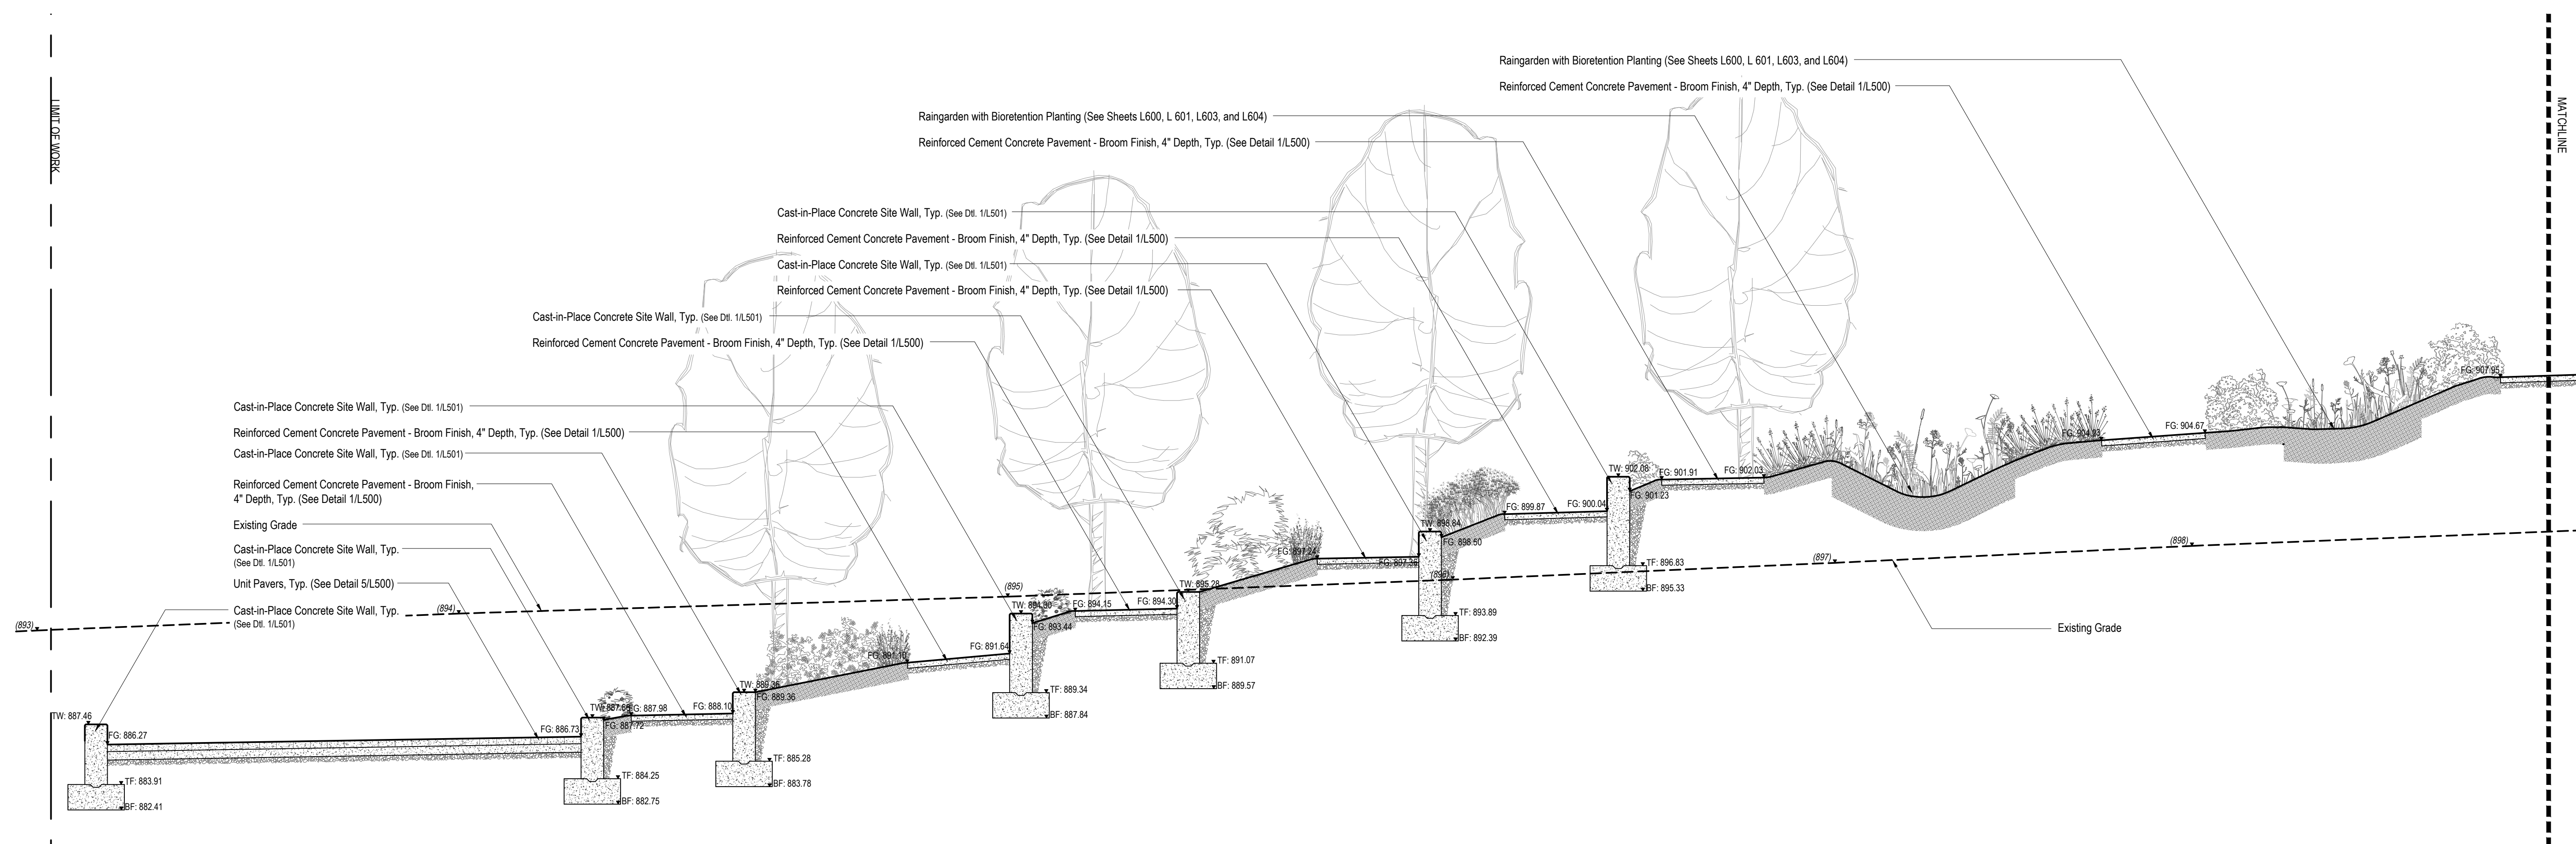 Raingarden with Bioretention Planting (See Sheets L600, L 601, L603, and L604)
Reinforced Cement Concrete Pavement - Broom Finish, 4" Depth, Typ. (See Detail 1/L500)
LIMIT OF WORK
MATCHLINE
Raingarden with Bioretention Planting (See Sheets L600, L 601, L603, and L604)
Reinforced Cement Concrete Pavement - Broom Finish, 4" Depth, Typ. (See Detail 1/L500)
Cast-in-Place Concrete Site Wall, Typ. (See Dtl. 1/L501)
Reinforced Cement Concrete Pavement - Broom Finish, 4" Depth, Typ. (See Detail 1/L500)
Cast-in-Place Concrete Site Wall, Typ. (See Dtl. 1/L501)
Reinforced Cement Concrete Pavement - Broom Finish, 4" Depth, Typ. (See Detail 1/L500)
Cast-in-Place Concrete Site Wall, Typ. (See Dtl. 1/L501)
Reinforced Cement Concrete Pavement - Broom Finish, 4" Depth, Typ. (See Detail 1/L500)
Cast-in-Place Concrete Site Wall, Typ. (See Dtl. 1/L501)
Reinforced Cement Concrete Pavement - Broom Finish, 4" Depth, Typ. (See Detail 1/L500)
Cast-in-Place Concrete Site Wall, Typ. (See Dtl. 1/L501)
Reinforced Cement Concrete Pavement - Broom Finish,
4" Depth, Typ. (See Detail 1/L500)
Existing Grade
Cast-in-Place Concrete Site Wall, Typ.
(See Dtl. 1/L501)
Unit Pavers, Typ. (See Detail 5/L500)
Cast-in-Place Concrete Site Wall, Typ.
(See Dtl. 1/L501)
(893)
(894)
(895)
(896)
(897)
(898)
Existing Grade
TW: 887.46
FG: 886.27
TF: 883.91
BF: 882.41
FG: 886.73
FG: 887.72
FG: 887.98
TF: 884.25
BF: 882.75
FG: 888.10
TW: 889.36
FG: 889.36
TF: 885.28
BF: 883.78
FG: 891.10
FG: 891.64
FG: 893.44
TF: 889.34
BF: 887.84
FG: 894.15
FG: 894.30
TW: 895.28
TF: 891.07
BF: 889.57
FG: 897.24
TW: 898.84
FG: 898.50
TF: 893.89
BF: 892.39
FG: 899.87
FG: 900.04
TW: 902.08
FG: 901.23
TF: 896.83
BF: 895.33
FG: 901.91
FG: 902.03
FG: 904.23
FG: 904.67
FG: 907.95